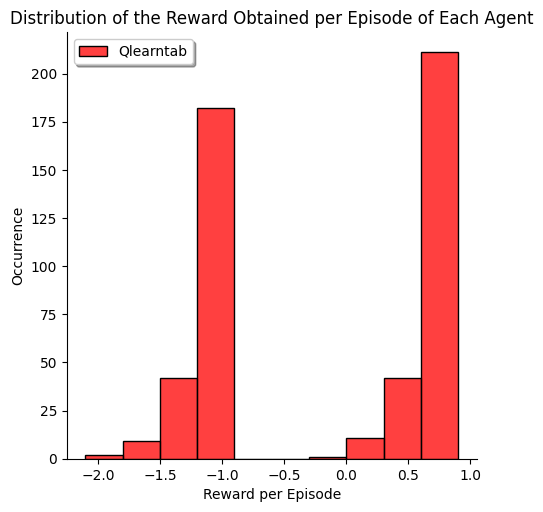 Distribution of the Reward Obtained per Episode of Each Agent
Qlearntab
200
175
150
125
100
75
50
25
0
Occurrence
−2.0 −1.5 −1.0 −0.5 0.0 0.5 1.0
Reward per Episode